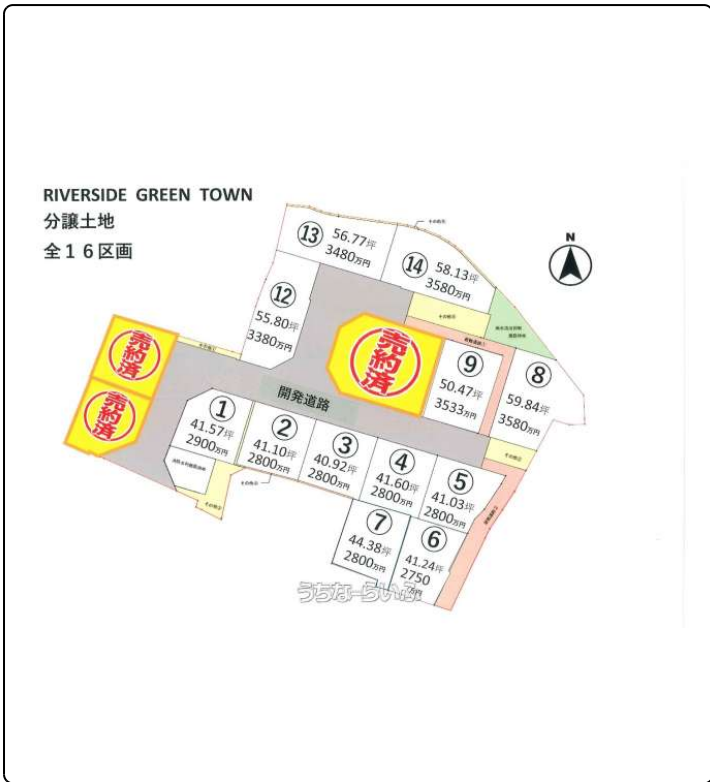 RIVERSIDE GREEN TOWN
分譲土地
全１６区画
N
⑬ 56.77坪
3480万円
⑭ 58.13坪
3580万円
⑫
55.80坪
3380万円
売約済
売約済
売約済
⑨
50.47坪
3533万円
⑧
59.84坪
3580万円
開発道路
①
41.57坪
2900万円
②
41.10坪
2800万円
③
40.92坪
2800万円
④
41.60坪
2800万円
⑤
41.03坪
2800万円
⑦
44.38坪
2800万円
⑥
41.24坪
2750
万円
うちなーらいふ